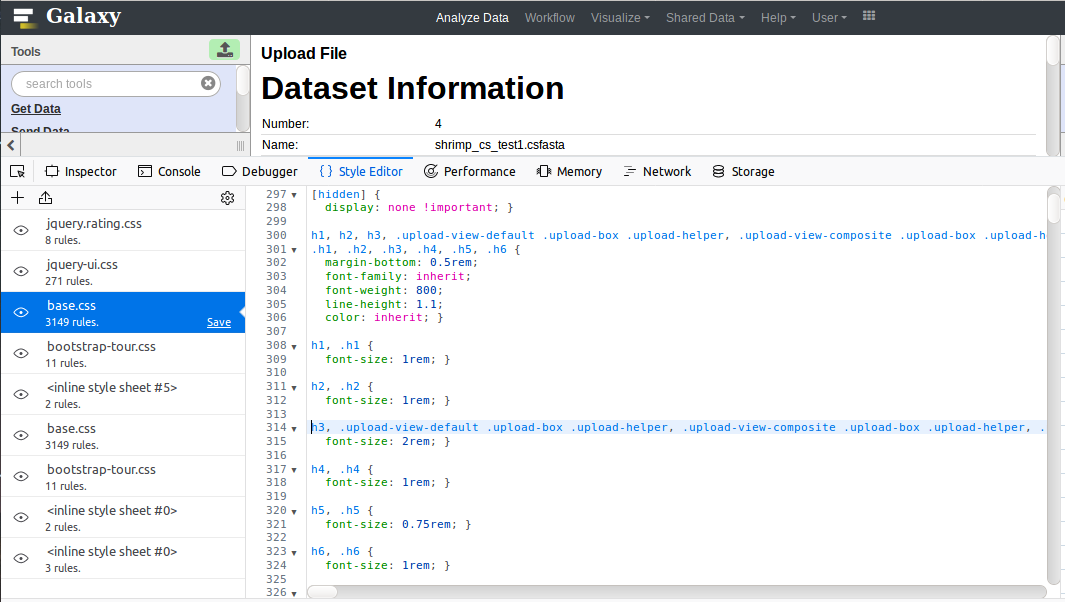 Galaxy
Analyze Data Workflow Visualize Shared Data Help User
Tools
search tools
Get Data
Send Data
Upload File
Dataset Information
Number: 4
Name: shrimp_cs_test1.csfasta
Inspector Console Debugger {} Style Editor Performance Memory Network Storage
jquery.rating.css
8 rules.
jquery-ui.css
271 rules.
base.css
3149 rules. Save
bootstrap-tour.css
11 rules.
<inline style sheet #5>
2 rules.
base.css
3149 rules.
bootstrap-tour.css
11 rules.
<inline style sheet #0>
2 rules.
<inline style sheet #0>
3 rules.
297 [hidden] {
298 display: none !important; }
299
300 h1, h2, h3, .upload-view-default .upload-box .upload-helper, .upload-view-composite .upload-box .upload-h
301 .h1, .h2, .h3, .h4, .h5, .h6 {
302 margin-bottom: 0.5rem;
303 font-family: inherit;
304 font-weight: 800;
305 line-height: 1.1;
306 color: inherit; }
307
308 h1, .h1 {
309 font-size: 1rem; }
310
311 h2, .h2 {
312 font-size: 1rem; }
313
314 h3, .upload-view-default .upload-box .upload-helper, .upload-view-composite .upload-box .upload-helper, .
315 font-size: 2rem; }
316
317 h4, .h4 {
318 font-size: 1rem; }
319
320 h5, .h5 {
321 font-size: 0.75rem; }
322
323 h6, .h6 {
324 font-size: 1rem; }
325
326